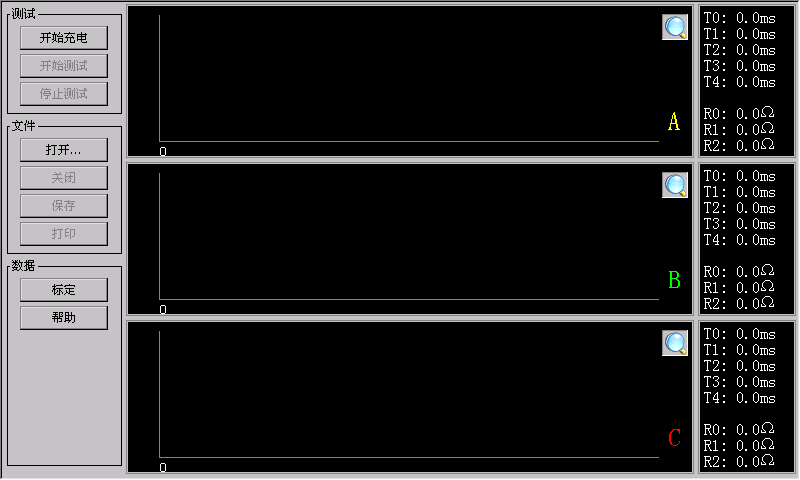 测试
开始充电
开始测试
停止测试
文件
打开...
关闭
保存
打印
数据
标定
帮助
0
A
T0: 0.0ms
T1: 0.0ms
T2: 0.0ms
T3: 0.0ms
T4: 0.0ms
R0: 0.0Ω
R1: 0.0Ω
R2: 0.0Ω
0
B
T0: 0.0ms
T1: 0.0ms
T2: 0.0ms
T3: 0.0ms
T4: 0.0ms
R0: 0.0Ω
R1: 0.0Ω
R2: 0.0Ω
0
C
T0: 0.0ms
T1: 0.0ms
T2: 0.0ms
T3: 0.0ms
T4: 0.0ms
R0: 0.0Ω
R1: 0.0Ω
R2: 0.0Ω